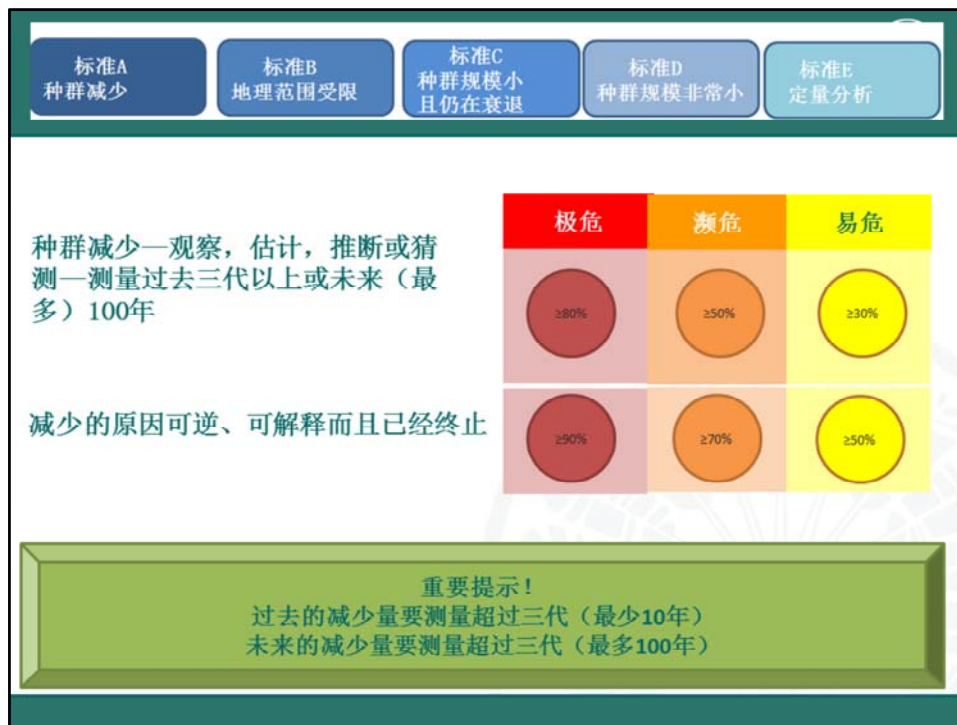 标准A
种群减少
标准B
地理范围受限
标准C
种群规模小
且仍在衰退
标准D
种群规模非常小
标准E
定量分析
极危
濒危
易危
种群减少—观察，估计，推断或猜
测—测量过去三代以上或未来（最
多）100年
≥80%
≥50%
≥30%
减少的原因可逆、可解释而且已经终止
≥90%
≥70%
≥50%
重要提示！
过去的减少量要测量超过三代（最少10年）
未来的减少量要测量超过三代（最多100年）